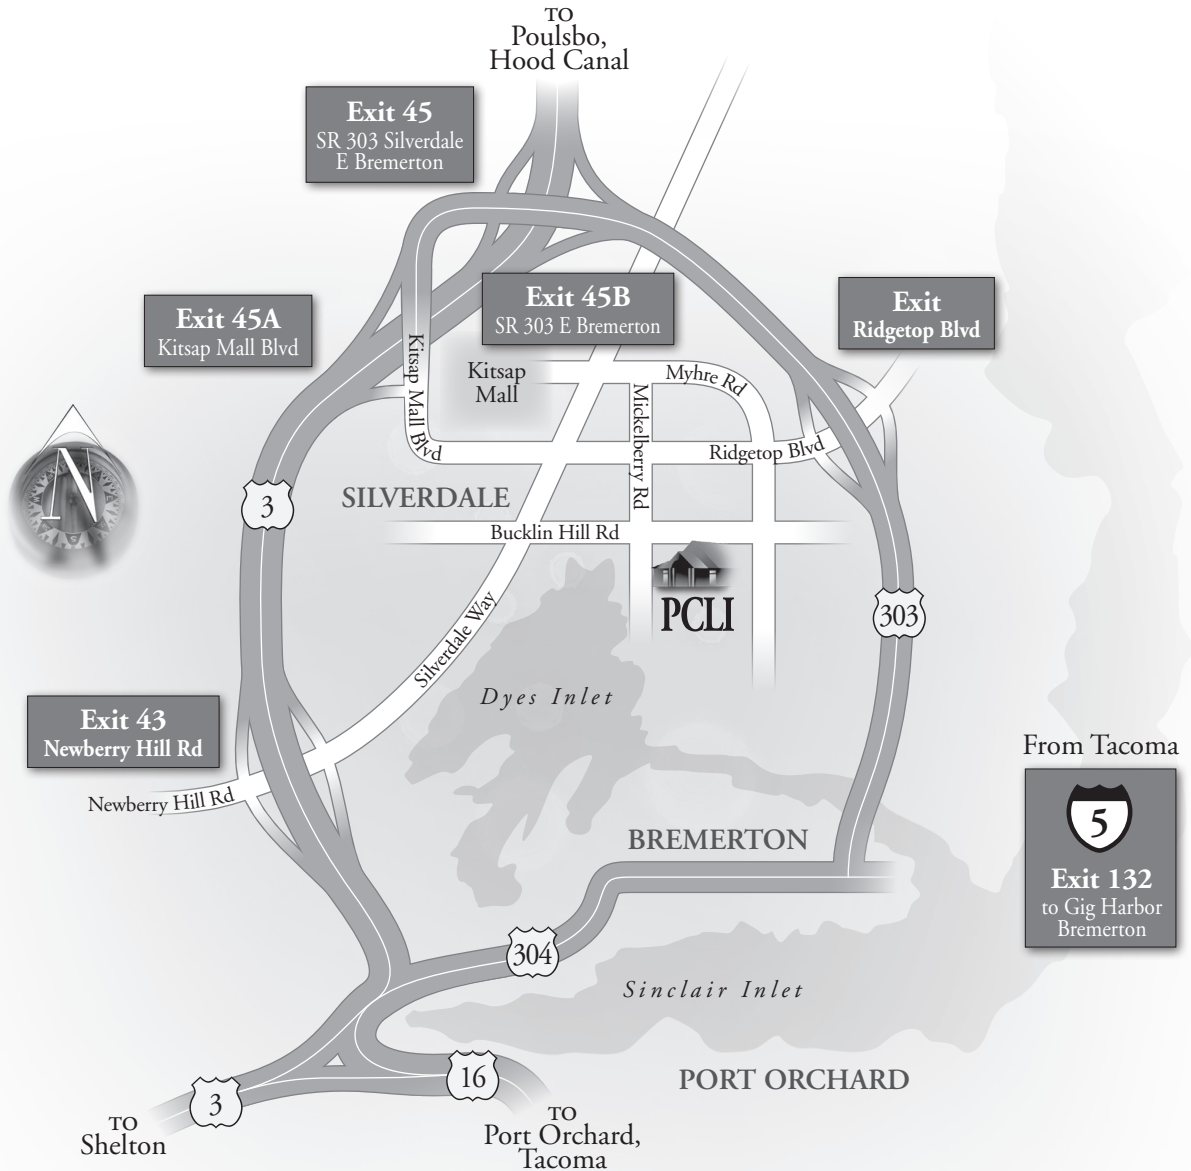 TO
Poulsbo,
Hood Canal
Exit 45
SR 303 Silverdale
E Bremerton
Exit 45A
Kitsap Mall Blvd
Exit 45B
SR 303 E Bremerton
Exit
Ridgetop Blvd
Kitsap Mall Blvd
Kitsap
Mall
Myhre Rd
Mickelberry Rd
Ridgetop Blvd
N
3
SILVERDALE
Bucklin Hill Rd
PCLI
303
Silverdale Way
Dyes Inlet
Exit 43
Newberry Hill Rd
Newberry Hill Rd
From Tacoma
5
Exit 132
to Gig Harbor
Bremerton
BREMERTON
304
Sinclair Inlet
16
PORT ORCHARD
3
TO
Shelton
TO
Port Orchard,
Tacoma